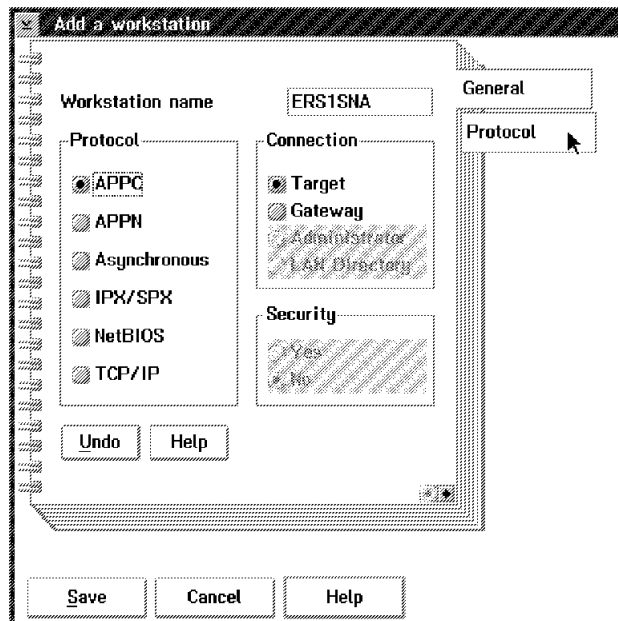 Add a workstation
General
Workstation name ERS1SNA
Protocol
Protocol
APPC
APPN
Asynchronous
IPX/SPX
NetBIOS
TCP/IP
Connection
Target
Gateway
Administrator
LAN Directory
Security
Yes
No
Undo Help
Save Cancel Help